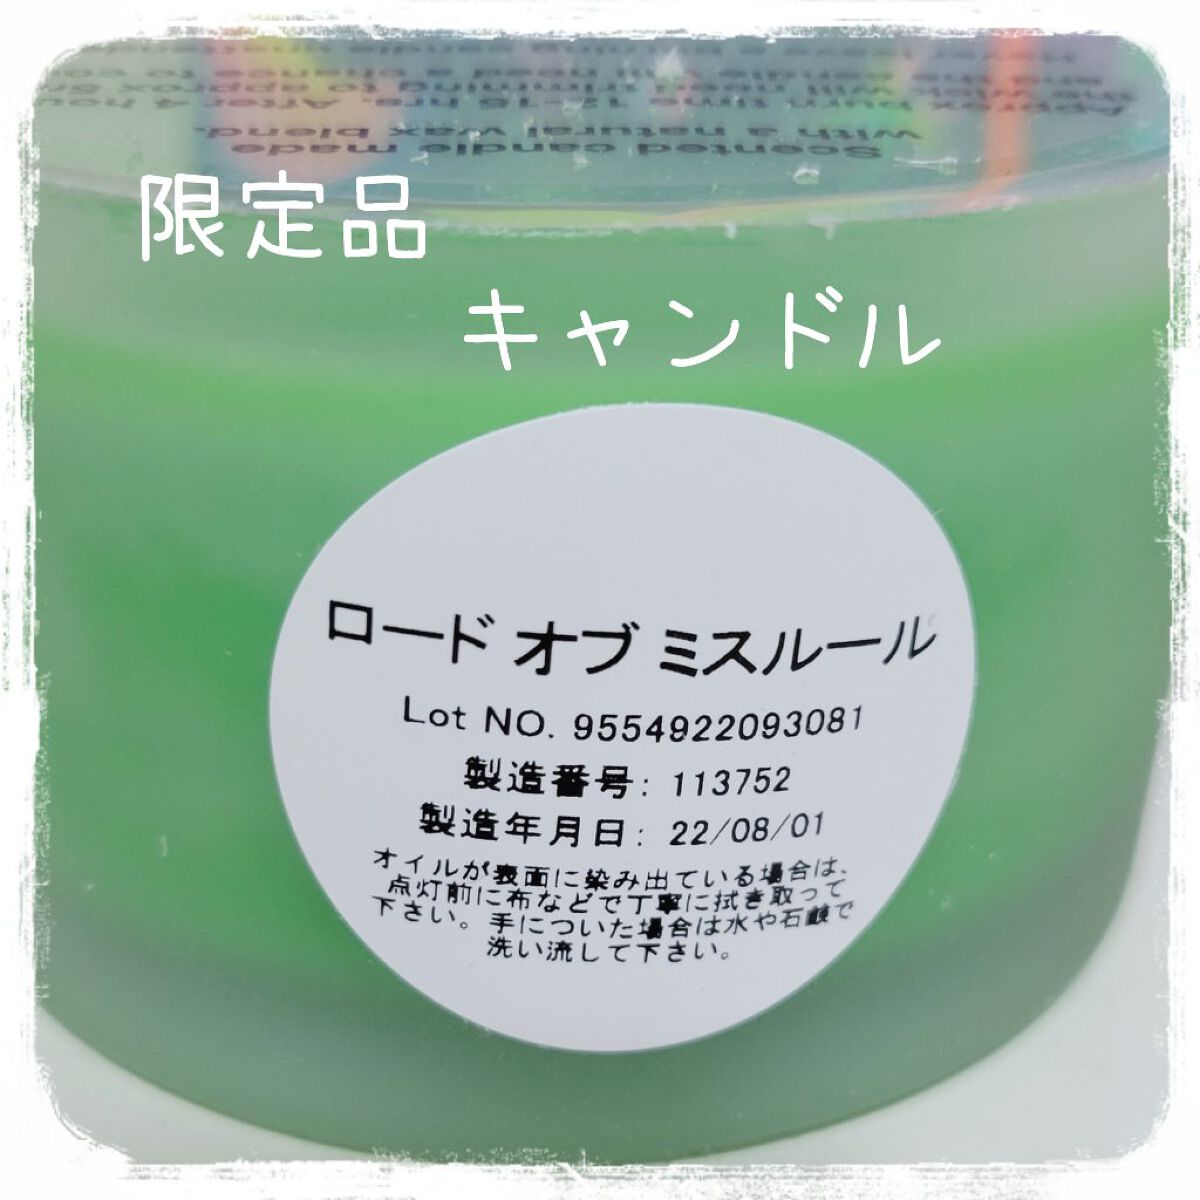 Scented candle made
with a natural wax blend.
限定品
キャンドル
ロード オブ ミスルール
Lot NO. 9554922093081
製造番号: 113752
製造年月日: 22/08/01
オイルが表面に染み出ている場合は、
点灯前に布などで丁寧に拭き取って
下さい。手についた場合は水や石鹸で
洗い流して下さい。